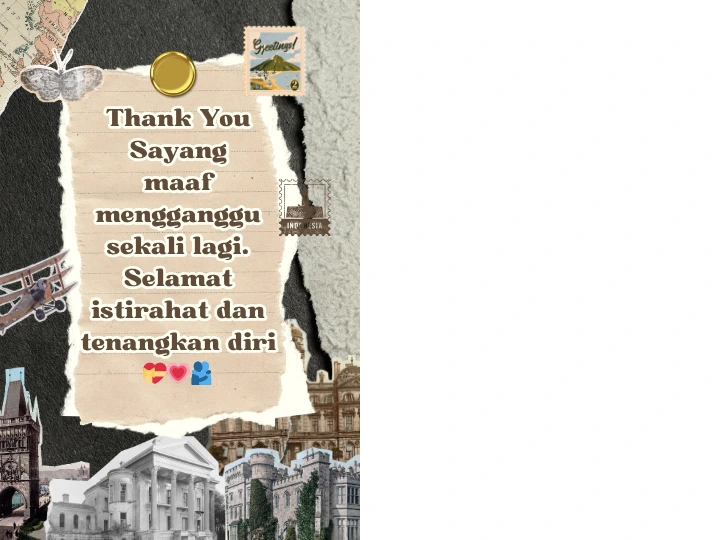 Greetings!
Thank You
Sayang
maaf
mengganggu
sekali lagi.
Selamat
istirahat dan
tenangkan diri
💝💗🫂
INDONESIA